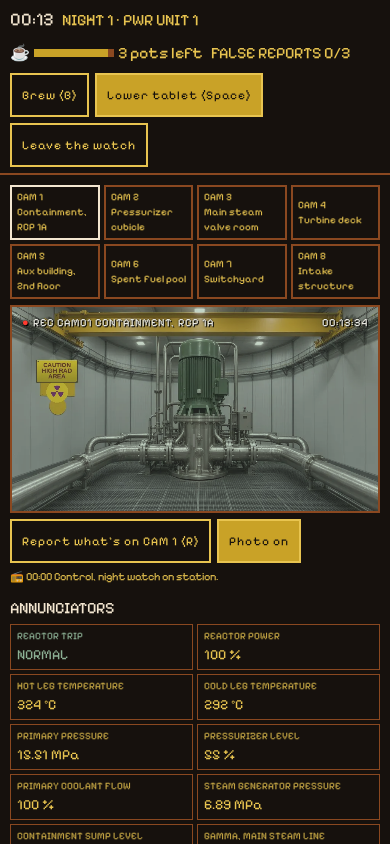 00:13 NIGHT 1 · PWR UNIT 1
3 pots left FALSE REPORTS 0/3
Brew (B) Lower tablet (Space)
Leave the watch
CAM 1
Containment, RCP 1A
CAM 2
Pressurizer cubicle
CAM 3
Main steam valve room
CAM 4
Turbine deck
CAM 5
Aux building, 2nd floor
CAM 6
Spent fuel pool
CAM 7
Switchyard
CAM 8
Intake structure
REC CAM01 CONTAINMENT, RCP 1A 00:13:34
CAUTION
HIGH RAD
AREA
Report what's on CAM 1 (R) Photo on
00:00 Control, night watch on station.
ANNUNCIATORS
REACTOR TRIP
NORMAL
REACTOR POWER
100 %
HOT LEG TEMPERATURE
324 °C
COLD LEG TEMPERATURE
292 °C
PRIMARY PRESSURE
15.51 MPa
PRESSURIZER LEVEL
55 %
PRIMARY COOLANT FLOW
100 %
STEAM GENERATOR PRESSURE
6.89 MPa
CONTAINMENT SUMP LEVEL
GAMMA, MAIN STEAM LINE